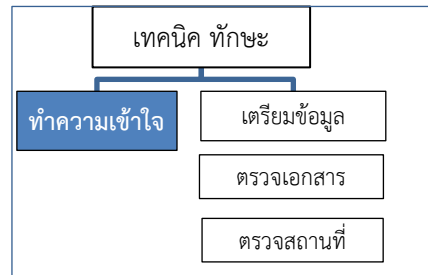 เทคนิค ทักษะ
ทำความเข้าใจ
เตรียมข้อมูล
ตรวจเอกสาร
ตรวจสถานที่